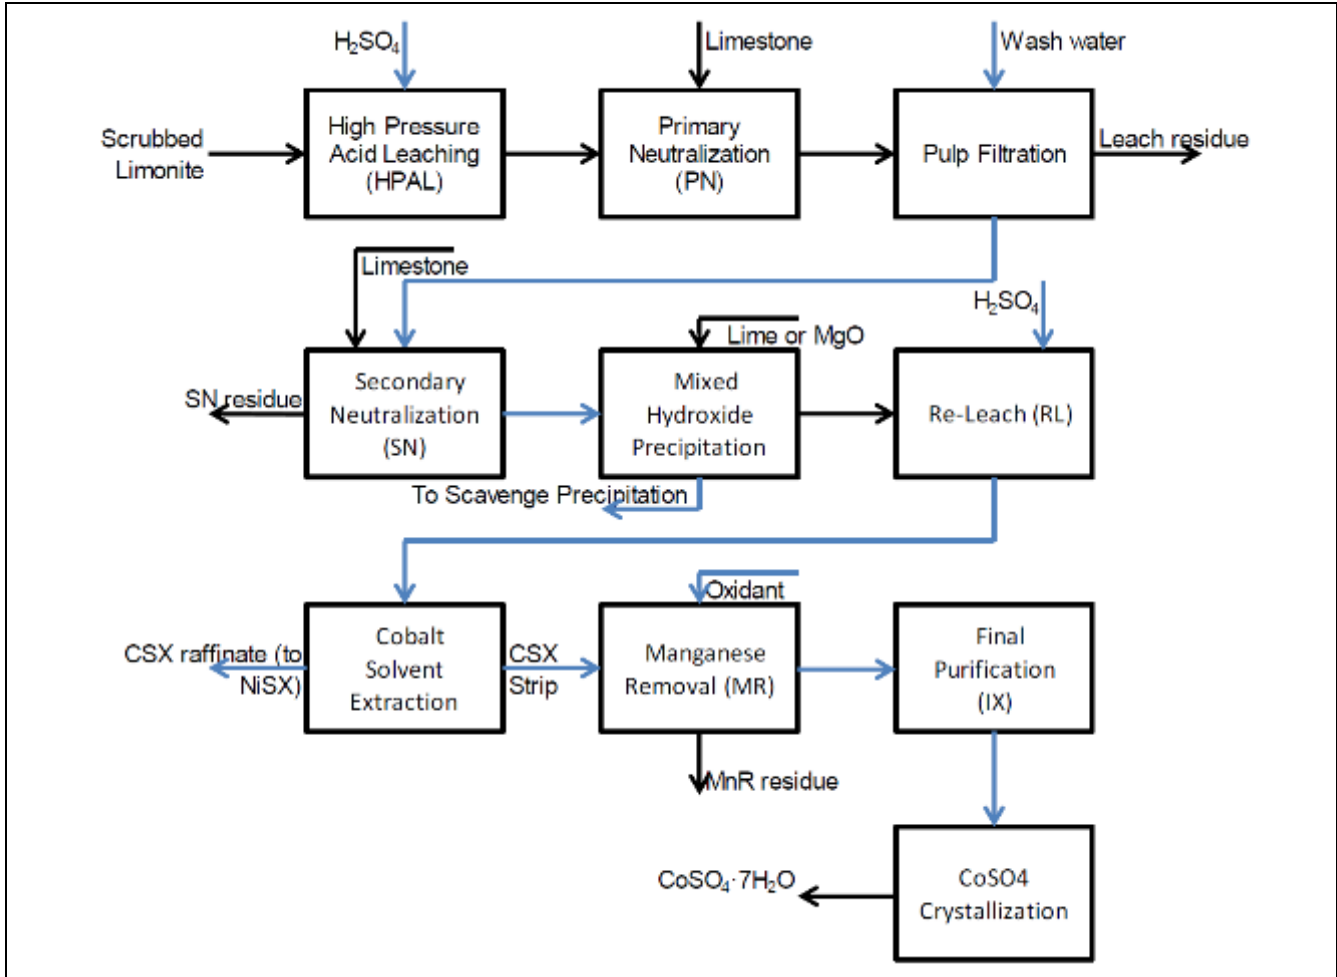 H₂SO₄
Limestone
Wash water
Scrubbed
Limonite
High Pressure
Acid Leaching
(HPAL)
Primary
Neutralization
(PN)
Pulp Filtration
Leach residue
Limestone
Lime or MgO
H₂SO₄
SN residue
Secondary
Neutralization
(SN)
Mixed
Hydroxide
Precipitation
Re-Leach (RL)
To Scavenge Precipitation
Oxidant
CSX raffinate (to
NiSX)
Cobalt
Solvent
Extraction
CSX
Strip
Manganese
Removal (MR)
Final
Purification
(IX)
MnR residue
CoSO₄·7H₂O
CoSO4
Crystallization